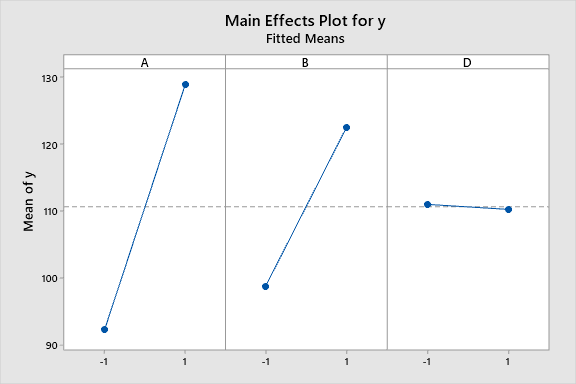 Main Effects Plot for y
Fitted Means
A B D
130
120
110
100
90
Mean of y
-1 1 -1 1 -1 1